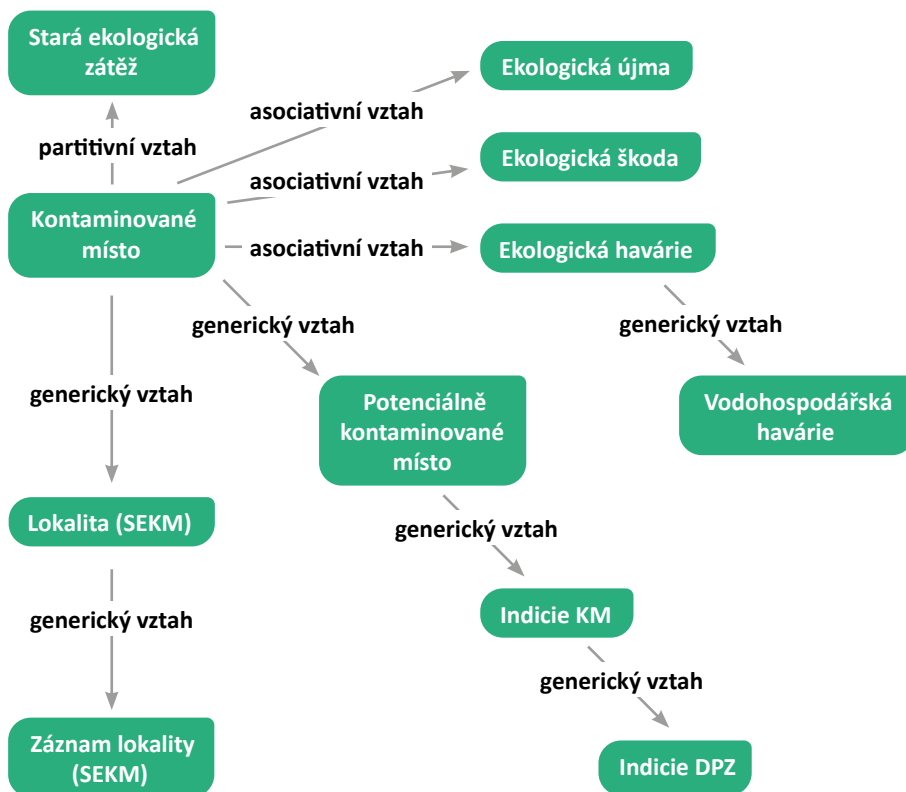 Stará ekologická
zátěž
Ekologická újma
asociativní vztah
partitivní vztah
Ekologická škoda
asociativní vztah
Kontaminované
místo
asociativní vztah
Ekologická havárie
generický vztah
generický vztah
generický vztah
Potenciálně
kontaminované
místo
Vodohospodářská
havárie
Lokalita (SEKM)
generický vztah
generický vztah
Indicie KM
generický vztah
Záznam lokality
(SEKM)
Indicie DPZ